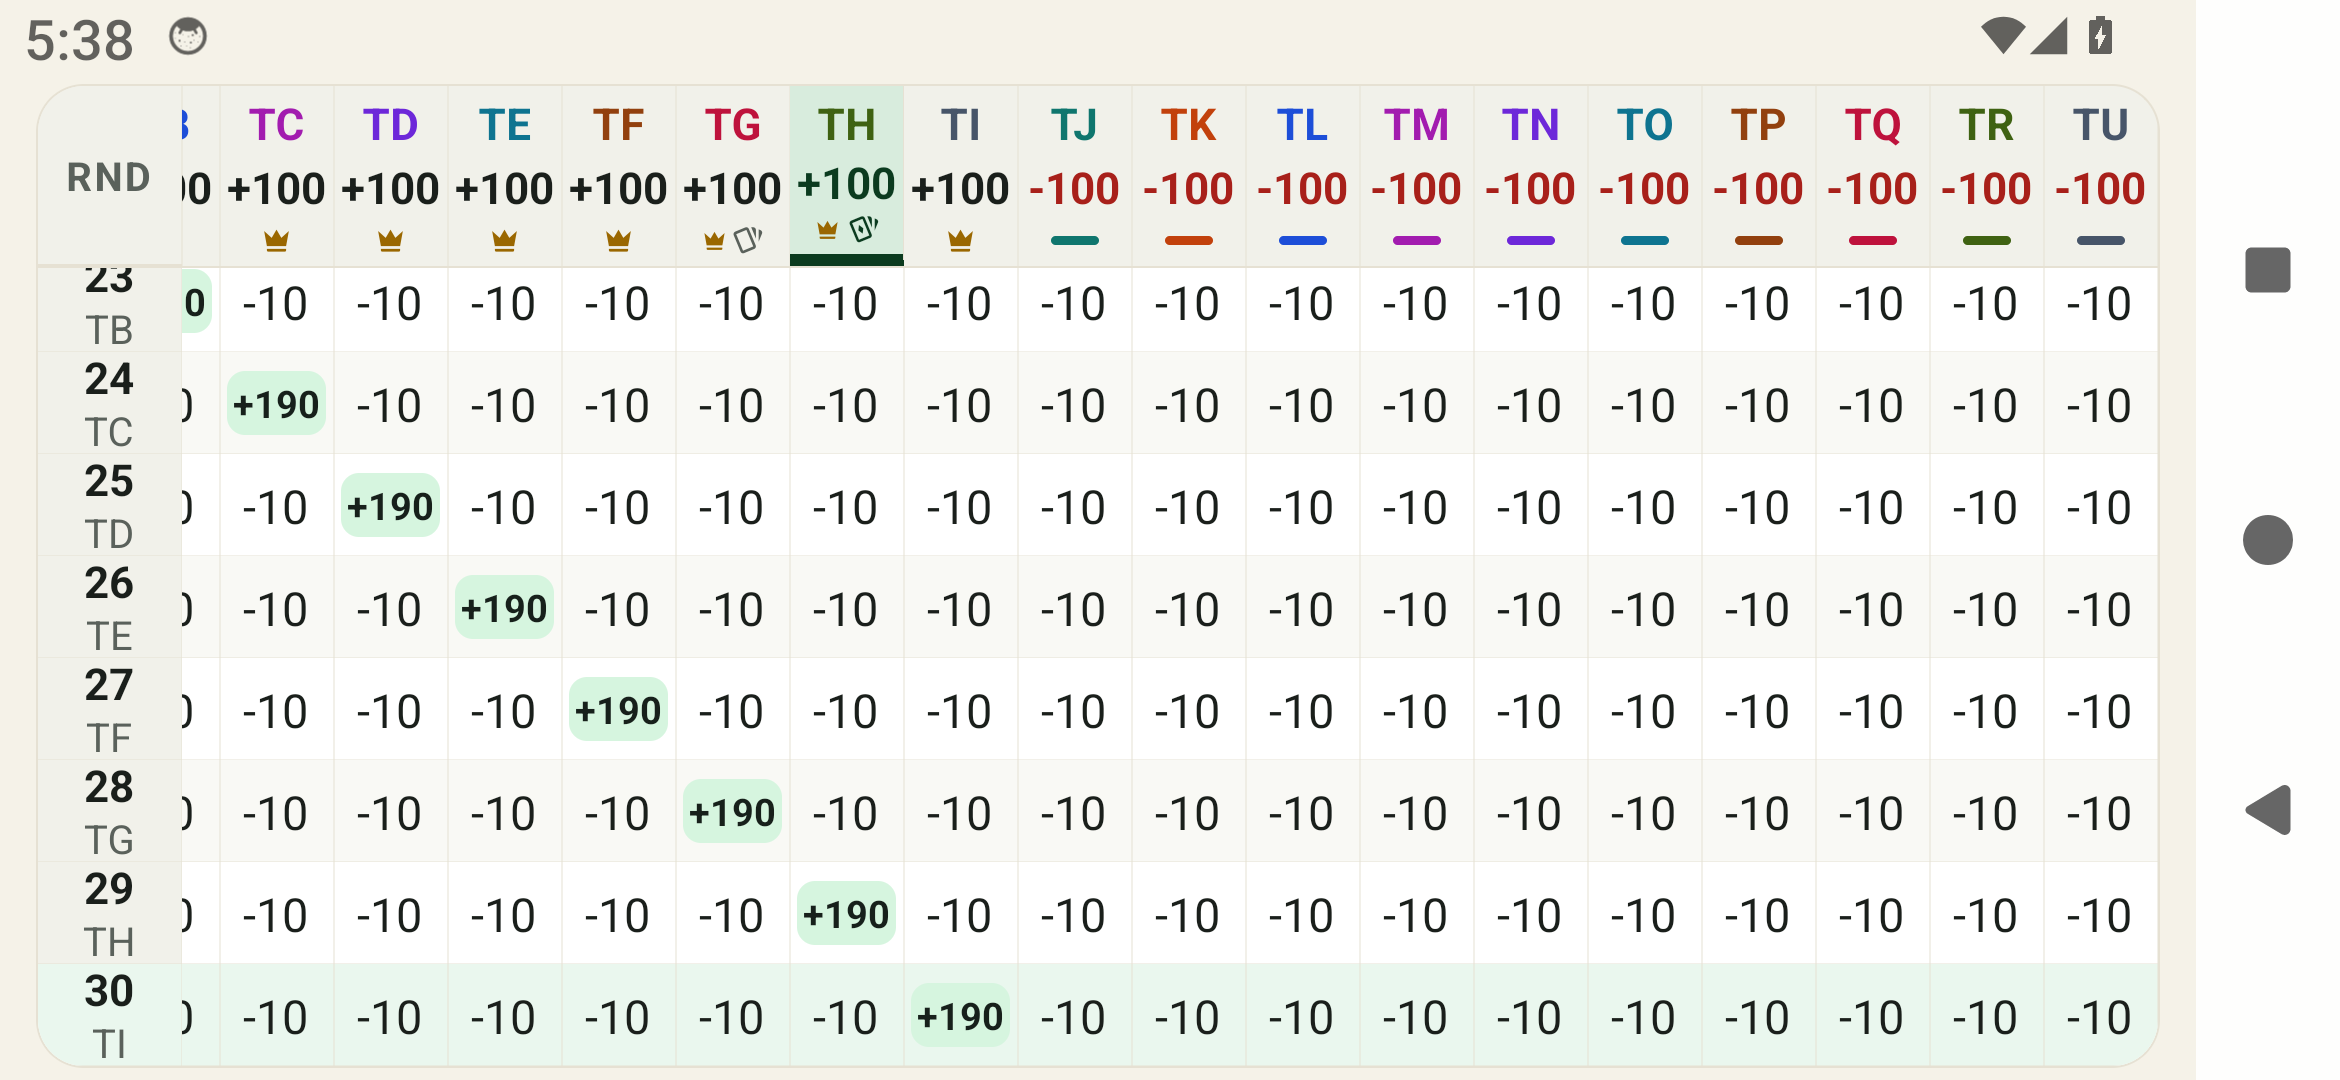 5:38
RND TC TD TE TF TG TH TI TJ TK TL TM TN TO TP TQ TR TU
+100 +100 +100 +100 +100 +100 +100 -100 -100 -100 -100 -100 -100 -100 -100 -100 -100
23 -10 -10 -10 -10 -10 -10 -10 -10 -10 -10 -10 -10 -10 -10 -10 -10 -10
TB
24 +190 -10 -10 -10 -10 -10 -10 -10 -10 -10 -10 -10 -10 -10 -10 -10 -10
TC
25 -10 +190 -10 -10 -10 -10 -10 -10 -10 -10 -10 -10 -10 -10 -10 -10 -10
TD
26 -10 -10 +190 -10 -10 -10 -10 -10 -10 -10 -10 -10 -10 -10 -10 -10 -10
TE
27 -10 -10 -10 +190 -10 -10 -10 -10 -10 -10 -10 -10 -10 -10 -10 -10 -10
TF
28 -10 -10 -10 -10 +190 -10 -10 -10 -10 -10 -10 -10 -10 -10 -10 -10 -10
TG
29 -10 -10 -10 -10 -10 +190 -10 -10 -10 -10 -10 -10 -10 -10 -10 -10 -10
TH
30 -10 -10 -10 -10 -10 -10 +190 -10 -10 -10 -10 -10 -10 -10 -10 -10 -10
TI